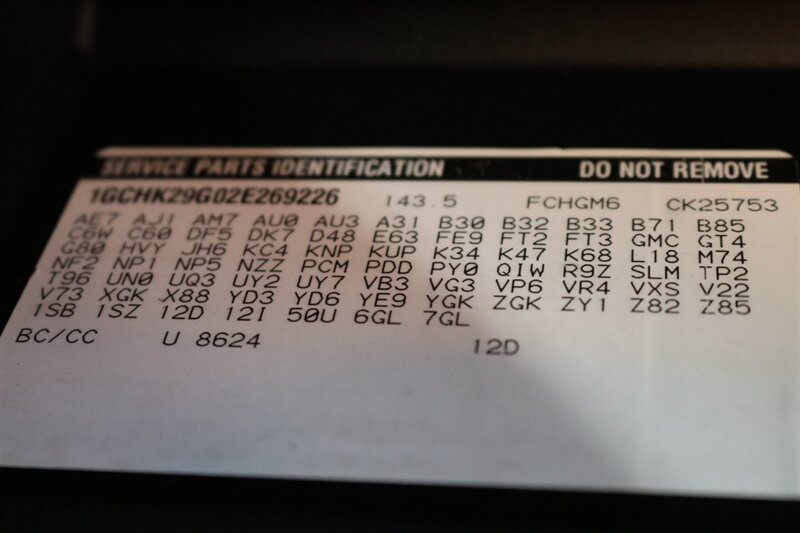 SERVICE PARTS IDENTIFICATION DO NOT REMOVE
1GCHK29G02E269226 143.5 FCHGM6 CK25753
AE7 AJ1 AM7 AU0 AU3 A31 B30 B32 B33 B71 B85
C6W C60 DF5 DK7 D48 E63 FE9 FT2 FT3 GMC GT4
G80 HVY JH6 KC4 KNP KUP K34 K47 K68 L18 M74
NF2 NP1 NP5 NZZ PCM PDD PY0 QIW R9Z SLM TP2
T96 UN0 UQ3 UY2 UY7 VB3 VG3 VP6 VR4 VXS V22
V73 XGK X88 YD3 YD6 YE9 YGK ZGK ZY1 Z82 Z85
1SB 1SZ 12D 12I 50U 6GL 7GL
BC/CC U 8624 12D